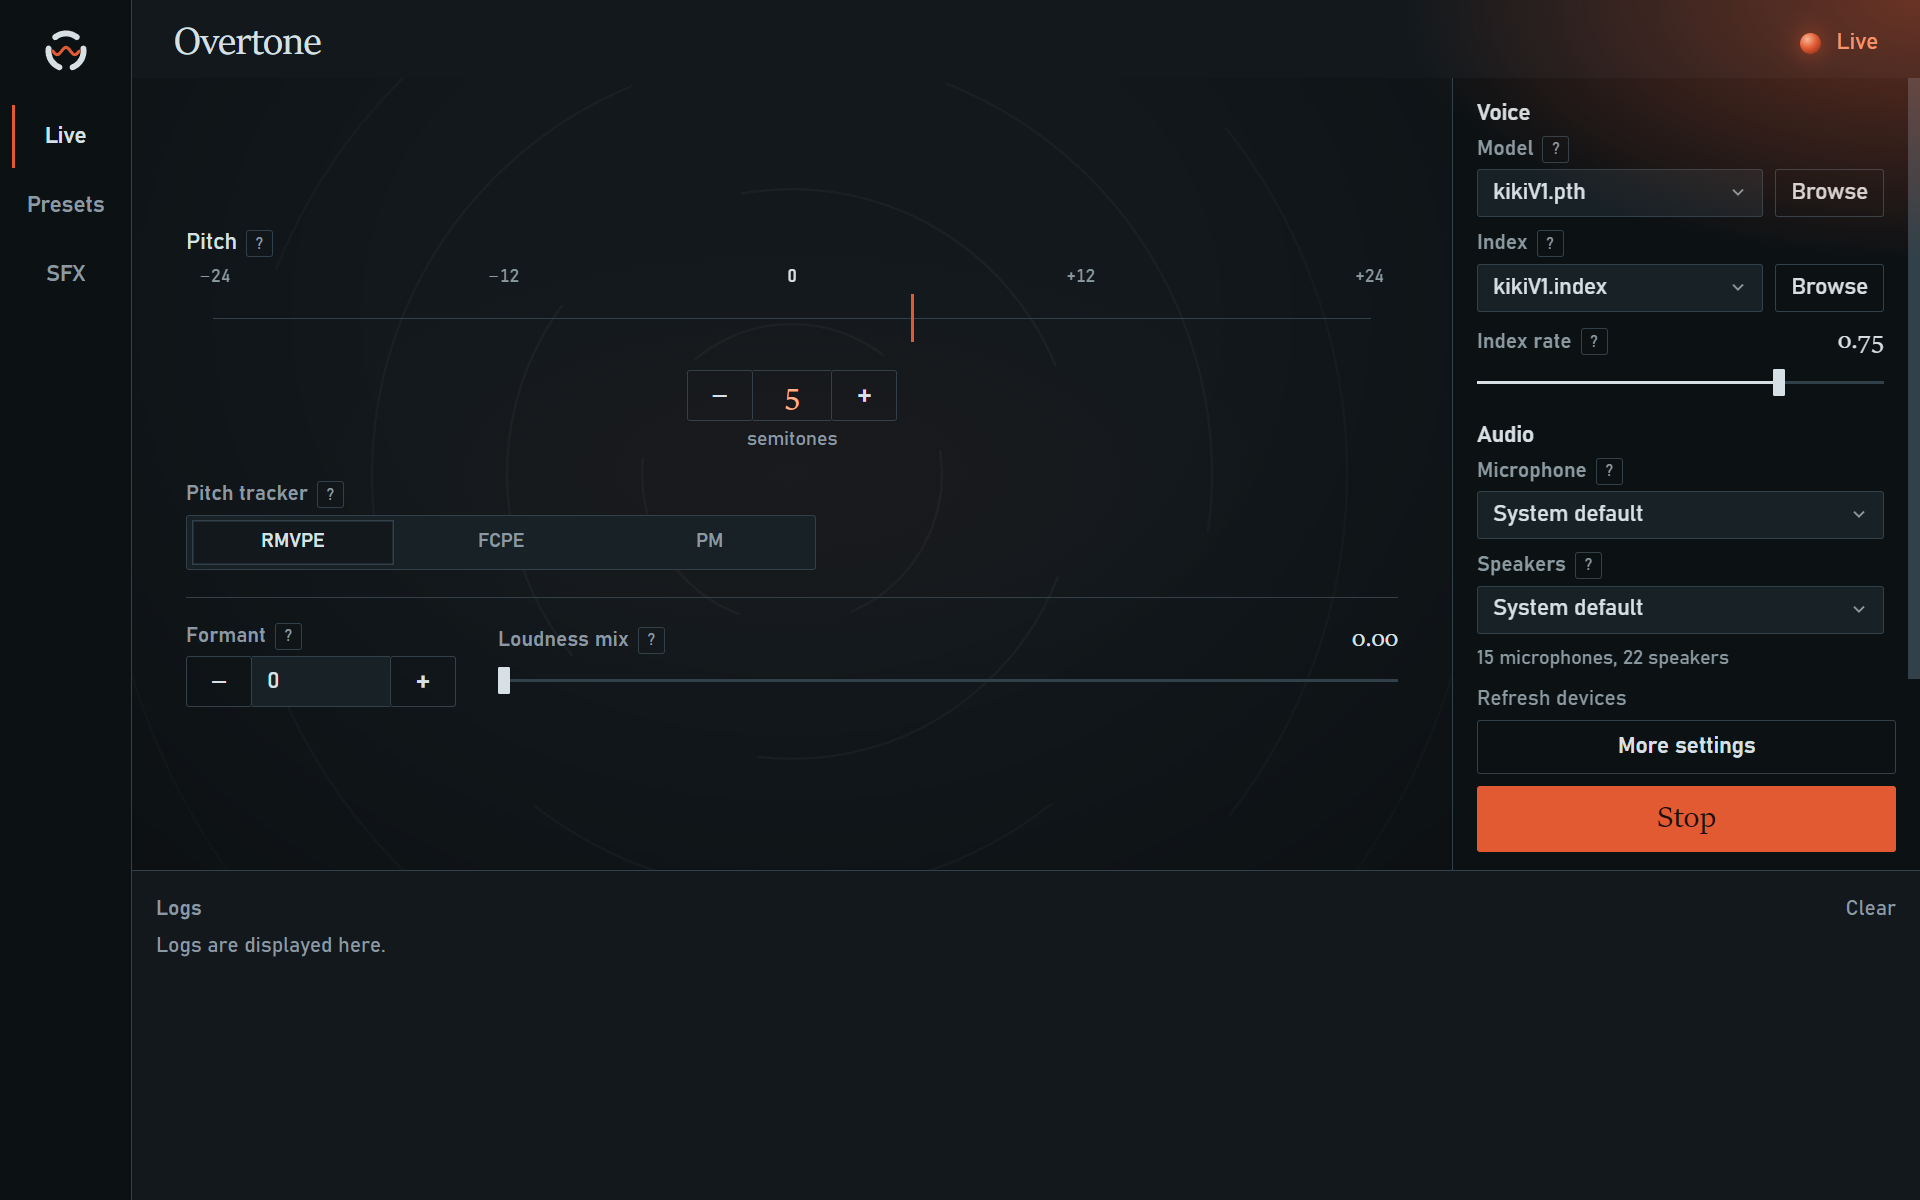 Overtone
Live
Live
Presets
SFX
Pitch ?
−24 −12 0 +12 +24
− 5 +
semitones
Pitch tracker ?
RMVPE FCPE PM
Formant ?
− 0 +
Loudness mix ? 0.00
Voice
Model ?
kikiV1.pth Browse
Index ?
kikiV1.index Browse
Index rate ? 0.75
Audio
Microphone ?
System default
Speakers ?
System default
15 microphones, 22 speakers
Refresh devices
More settings
Stop
Logs Clear
Logs are displayed here.